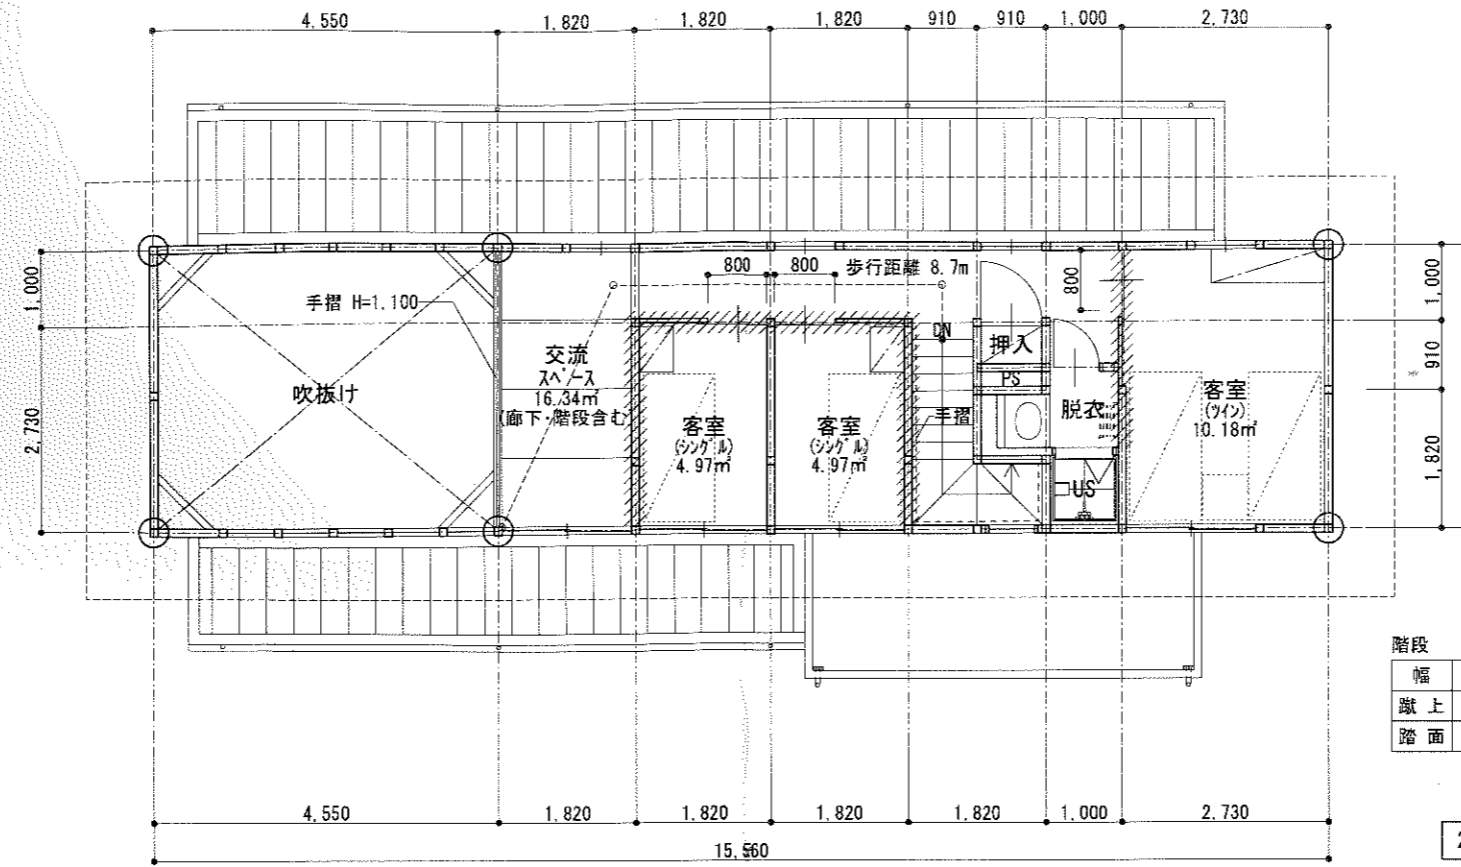 4,550 1,820 1,820 1,820 910 910 1,000 2,730
1,000
2,730
手摺 H=1,100
吹抜け
交流
スペース
16.34㎡
(廊下・階段含む
800
800
歩行距離 8.7m
800
DN
押入
PS
手摺
脱衣
US
客室
(シングル)
4.97㎡
客室
(シングル)
4.97㎡
客室
(ツイン)
10.18㎡
1,000
910
1,820
階段
幅
蹴上
踏面
4,550 1,820 1,820 1,820 1,820 1,000 2,730
15,560